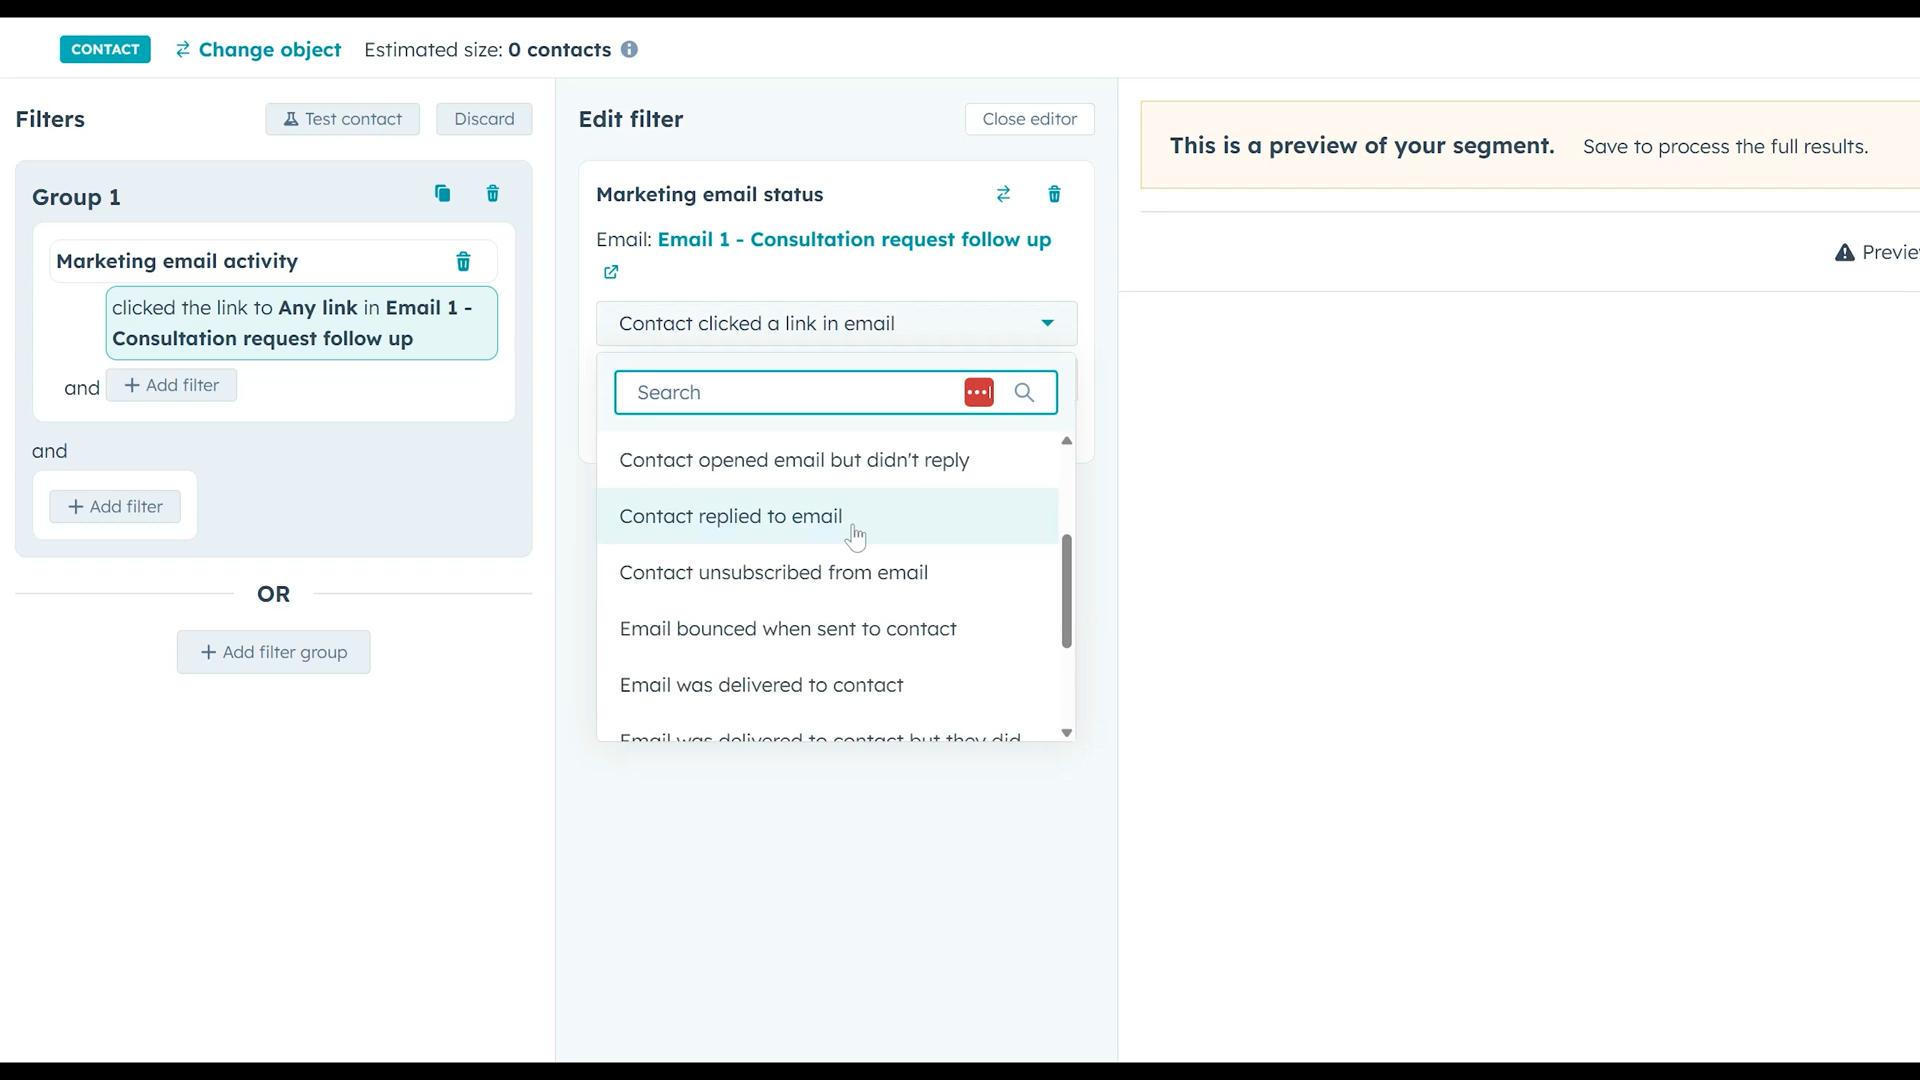 CONTACT Change object Estimated size: 0 contacts
Filters
Test contact
Discard
Group 1
Marketing email activity
clicked the link to Any link in Email 1 -
Consultation request follow up
and
+ Add filter
and
+ Add filter
OR
+ Add filter group
Edit filter
Close editor
Marketing email status
Email: Email 1 - Consultation request follow up
Contact clicked a link in email
Search
Contact opened email but didn't reply
Contact replied to email
Contact unsubscribed from email
Email bounced when sent to contact
Email was delivered to contact
Email was delivered to contact but they did
This is a preview of your segment. Save to process the full results.
Previe